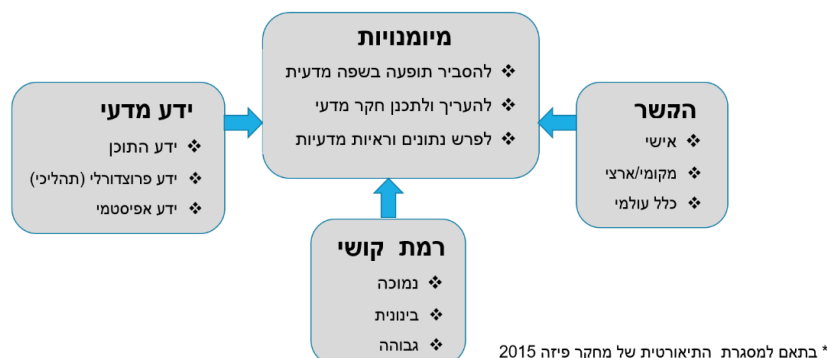 מיומנויות
❖ להסביר תופעה בשפה מדעית
❖ להעריך ולתכנן חקר מדעי
❖ לפרש נתונים וראיות מדעיות
הקשר
❖ אישי
❖ מקומי/ארצי
❖ כלל עולמי
ידע מדעי
❖ ידע התוכן
❖ ידע פרוצדורלי (תהליכי)
❖ ידע אפיסטמי
רמת קושי
❖ נמוכה
❖ בינונית
❖ גבוהה
* בתאם למסגרת התיאורטית של מחקר פיזה 2015